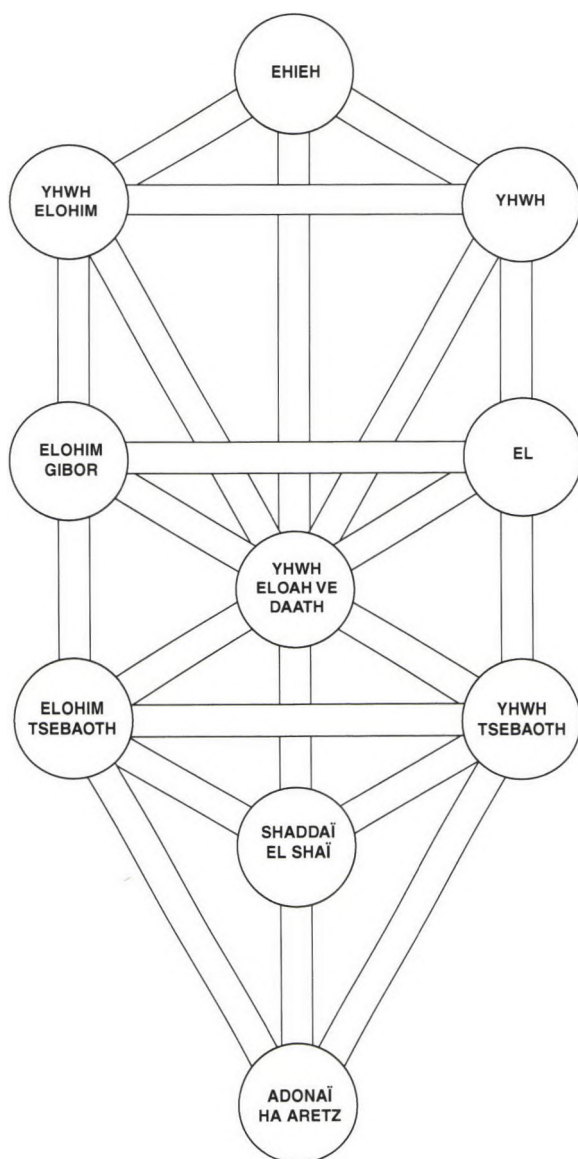 EHIEH
YHWH
ELOHIM
YHWH
ELOHIM
GIBOR
EL
YHWH
ELOAH VE
DAATH
ELOHIM
TSEBAOTH
YHWH
TSEBAOTH
SHADDAÏ
EL SHAÏ
ADONAÏ
HA ARETZ